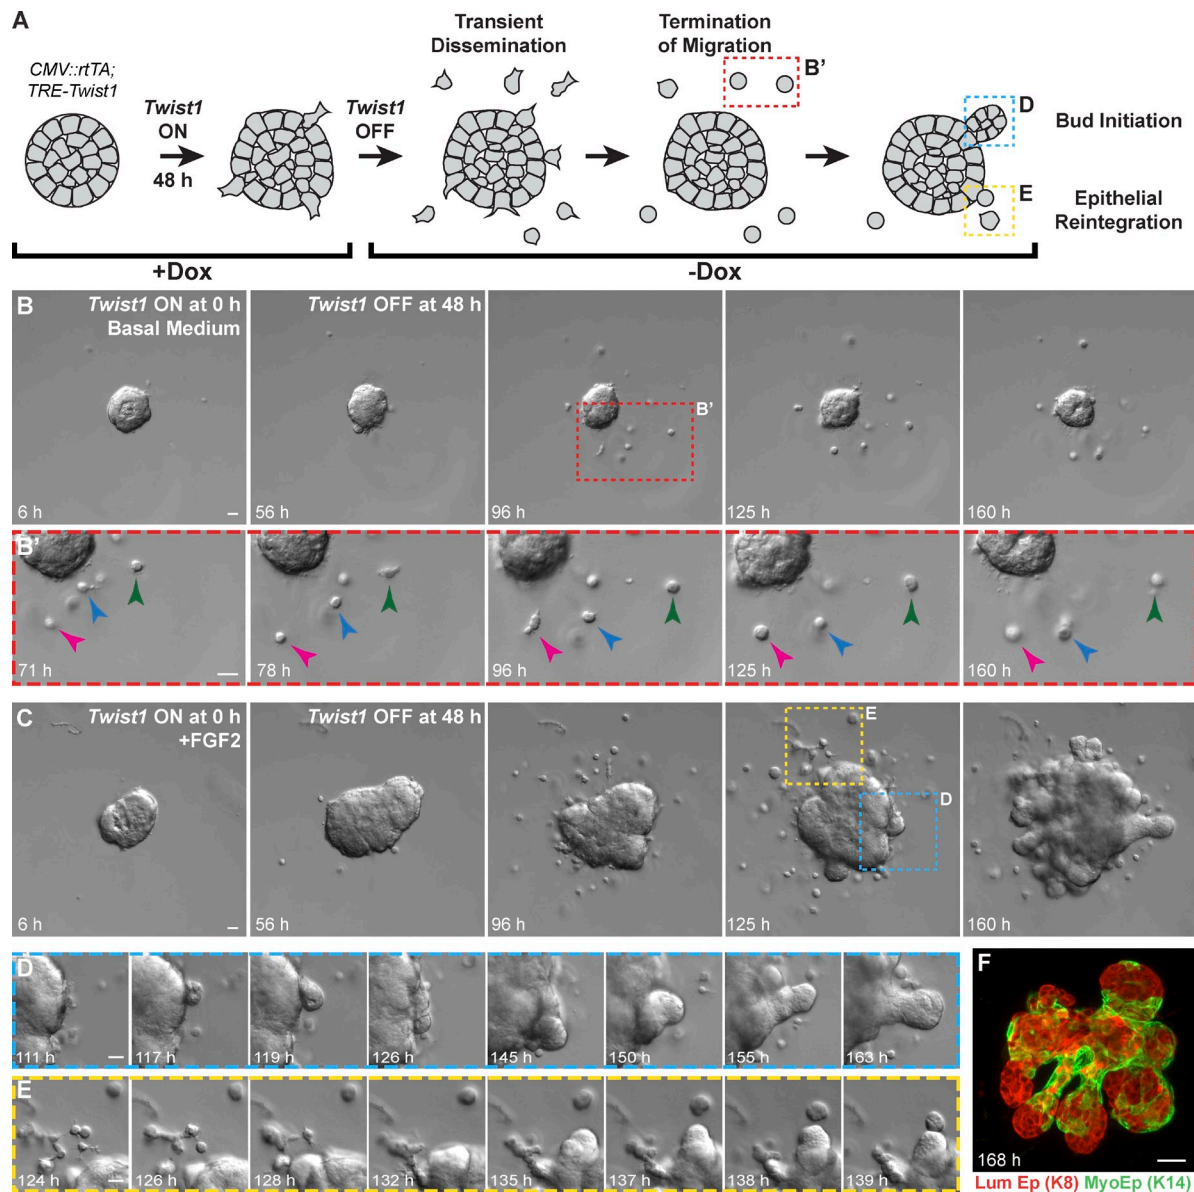 A
CMV::rtTA;
TRE-Twist1
Twist1
ON
48 h
Twist1
OFF
Transient
Dissemination
Termination
of Migration
B’
D
Bud Initiation
E
Epithelial
Reintegration
+Dox
-Dox
B
Twist1 ON at 0 h
Basal Medium
Twist1 OFF at 48 h
B’
6 h
56 h
96 h
125 h
160 h
B’
71 h
78 h
96 h
125 h
160 h
C
Twist1 ON at 0 h
+FGF2
Twist1 OFF at 48 h
E
D
6 h
56 h
96 h
125 h
160 h
D
111 h
117 h
119 h
126 h
145 h
150 h
155 h
163 h
E
124 h
126 h
128 h
132 h
135 h
137 h
138 h
139 h
F
168 h
Lum Ep (K8) MyoEp (K14)